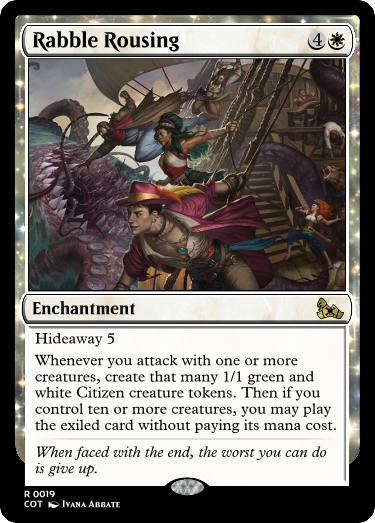 Rabble Rousing 4
Enchantment
Hideaway 5
Whenever you attack with one or more
creatures, create that many 1/1 green and
white Citizen creature tokens. Then if you
control ten or more creatures, you may play
the exiled card without paying its mana cost.
When faced with the end, the worst you can do
is give up.
R 0019
COT Ivana Abbate